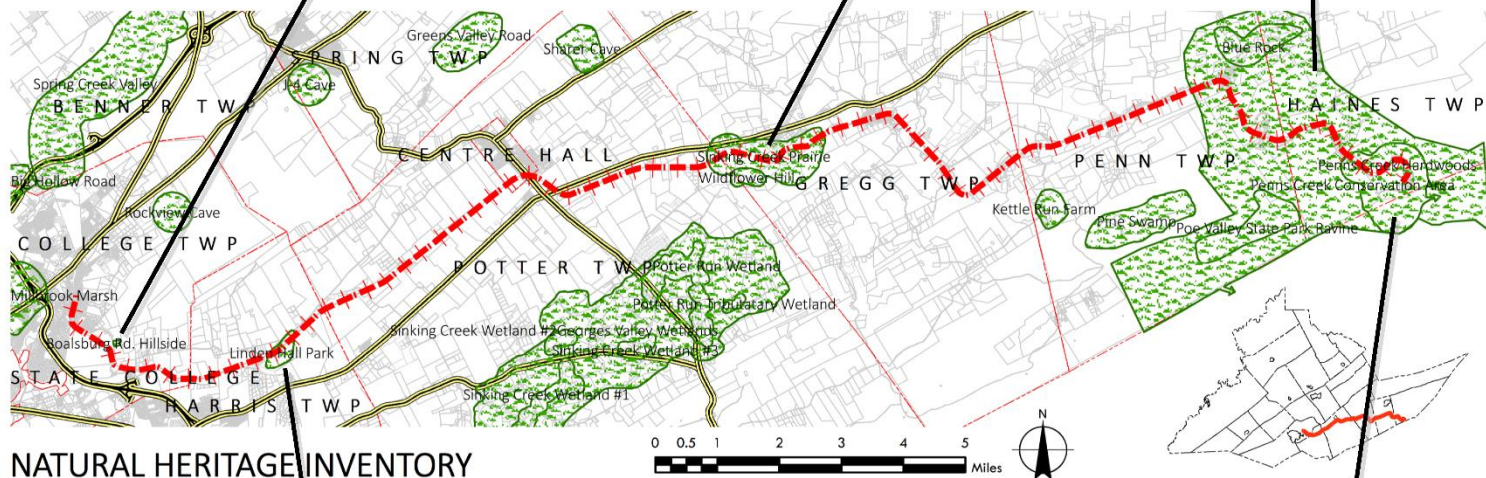 Greens Valley Road
Sharer Cave
Blue Rock
SPRING TWP
Spring Creek Valley
J-4 Cave
BENNER TWP
HAINES TWP
CENTRE HALL
Sinking Creek Prairie
PENN TWP
Penns Creek Hardwoods
Big Hollow Road
Wildflower Hill
GREGG TWP
Penns Creek Conservation Area
Rockview Cave
Kettle Run Farm
Pine Swamp
Poe Valley State Park Ravine
COLLEGE TWP
POTTER TWP
Potter Run Wetland
Millbrook Marsh
Potter Run Tributatary Wetland
Sinking Creek Wetland #2
Georges Valley Wetlands
Boalsburg Rd. Hillside
Linden Hall Park
Sinking Creek Wetland #3
STATE COLLEGE
HARRIS TWP
Sinking Creek Wetland #1
N
0 0.5 1 2 3 4 5
Miles
NATURAL HERITAGE INVENTORY